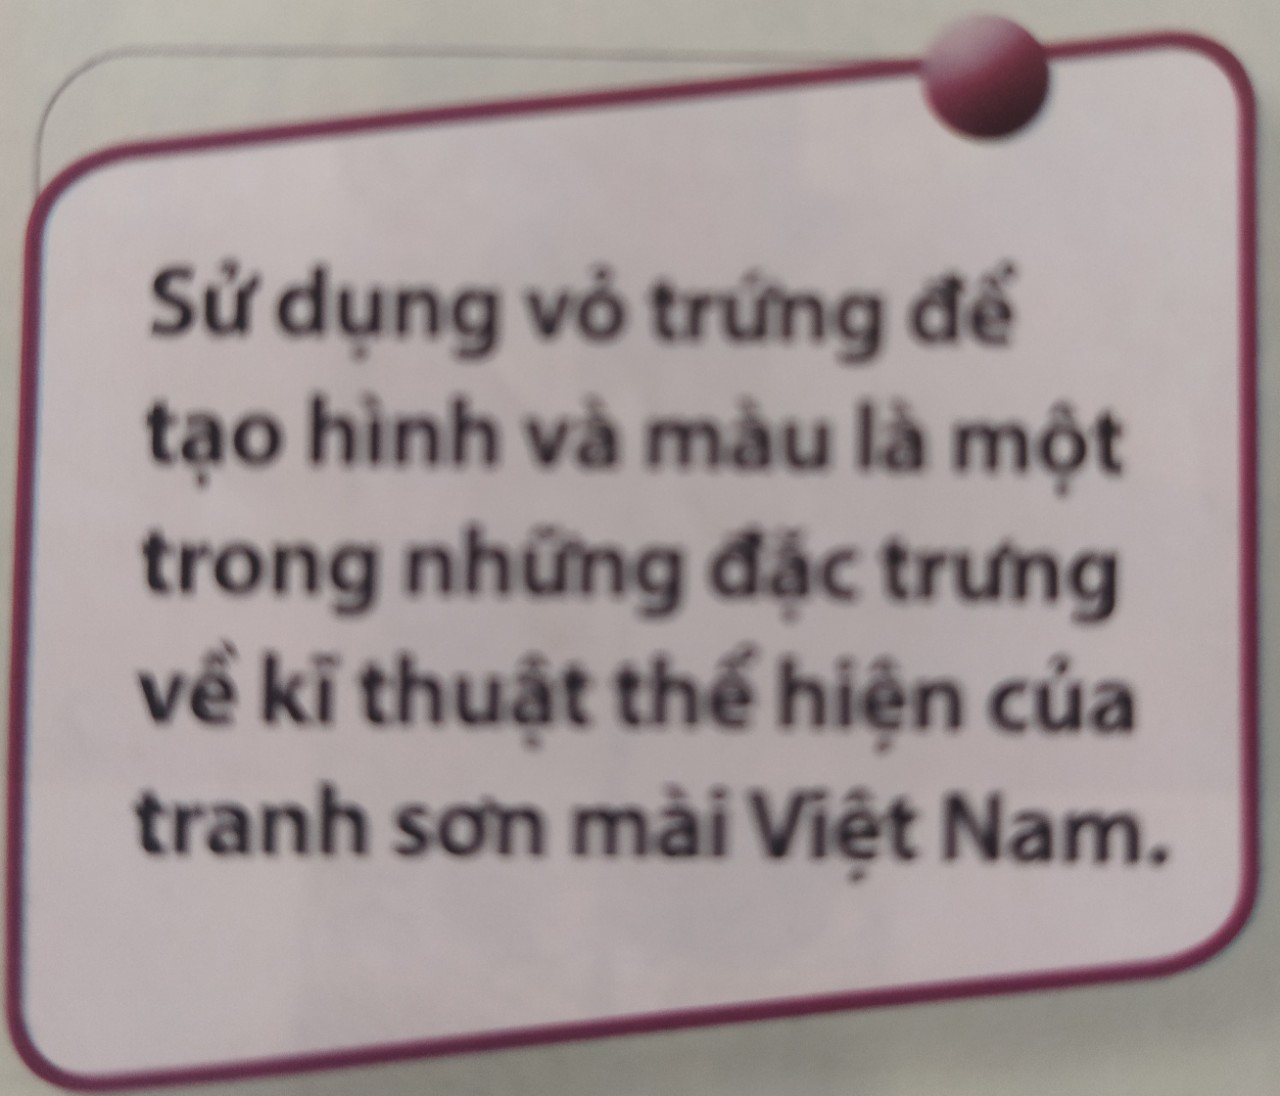 Sử dụng vỏ trứng để
tạo hình và màu là một
trong những đặc trưng
về kĩ thuật thể hiện của
tranh sơn mài Việt Nam.